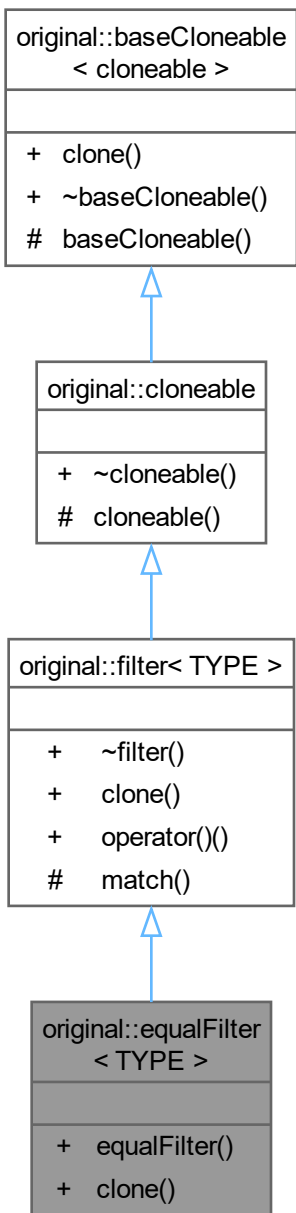 original::baseCloneable
< cloneable >
+ clone()
+ ~baseCloneable()
# baseCloneable()
original::cloneable
+ ~cloneable()
# cloneable()
original::filter< TYPE >
+ ~filter()
+ clone()
+ operator()()
# match()
original::equalFilter
< TYPE >
+ equalFilter()
+ clone()